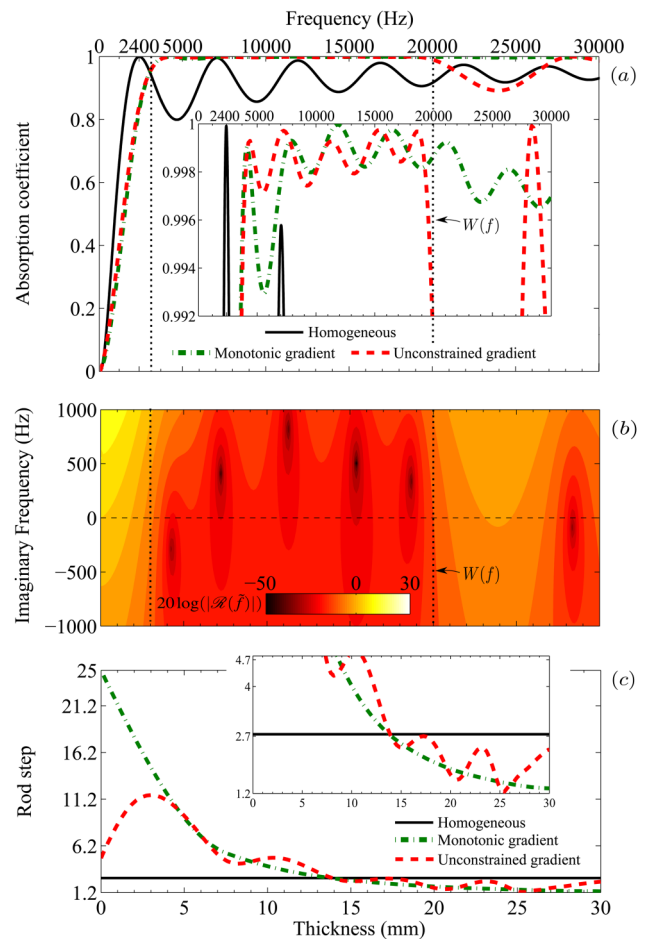 Frequency (Hz)
0 2400 5000 10000 15000 20000 25000 30000
1
0.8
0.6
0.4
0.2
0
Absorption coefficient
(a)
0 2400 5000 10000 15000 20000 25000 30000
0.998
0.996
0.994
0.992
W(f)
Homogeneous
Monotonic gradient
Unconstrained gradient
Imaginary Frequency (Hz)
1000
500
0
−500
−1000
(b)
W(f)
−50 0 30
20 log(|ℛ(f̃)|)
Rod step
25
21.2
16.2
11.2
6.2
1.2
(c)
4.7
4
2.7
1.2
0 5 10 15 20 25 30
Homogeneous
Monotonic gradient
Unconstrained gradient
0 5 10 15 20 25 30
Thickness (mm)